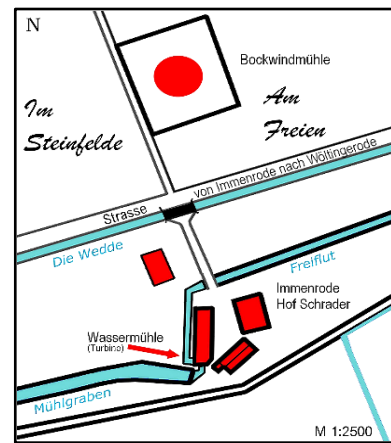 N
Bockwindmühle
Im
Steinfelde
Am
Freien
Strasse von Immenrode nach Wöltingerode
Die Wedde
Freiflut
Immenrode
Hof Schrader
Wassermühle
(Turbine)
Mühlgraben
M 1:2500